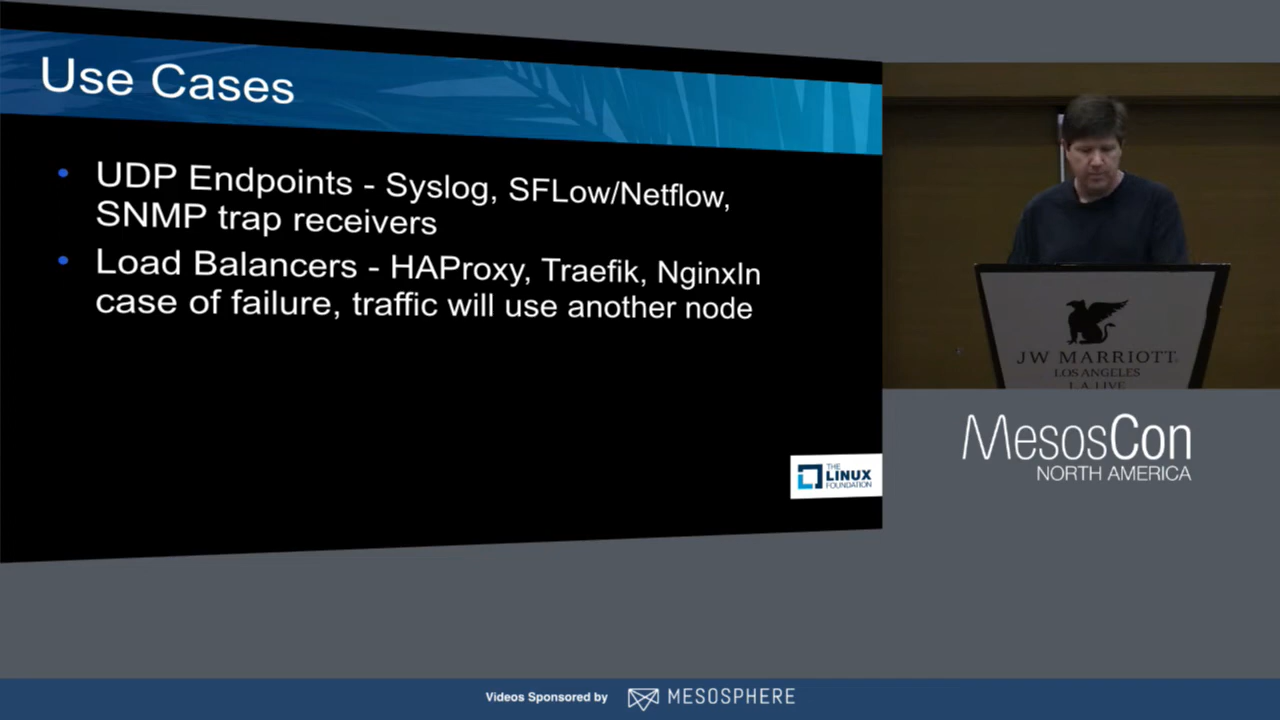 Use Cases
• UDP Endpoints - Syslog, SFLow/Netflow,
SNMP trap receivers
• Load Balancers - HAProxy, Traefik, NginxIn
case of failure, traffic will use another node
THE
LINUX
FOUNDATION
JW MARRIOTT
LOS ANGELES
L.A. LIVE
MesosCon
NORTH AMERICA
Videos Sponsored by MESOSPHERE